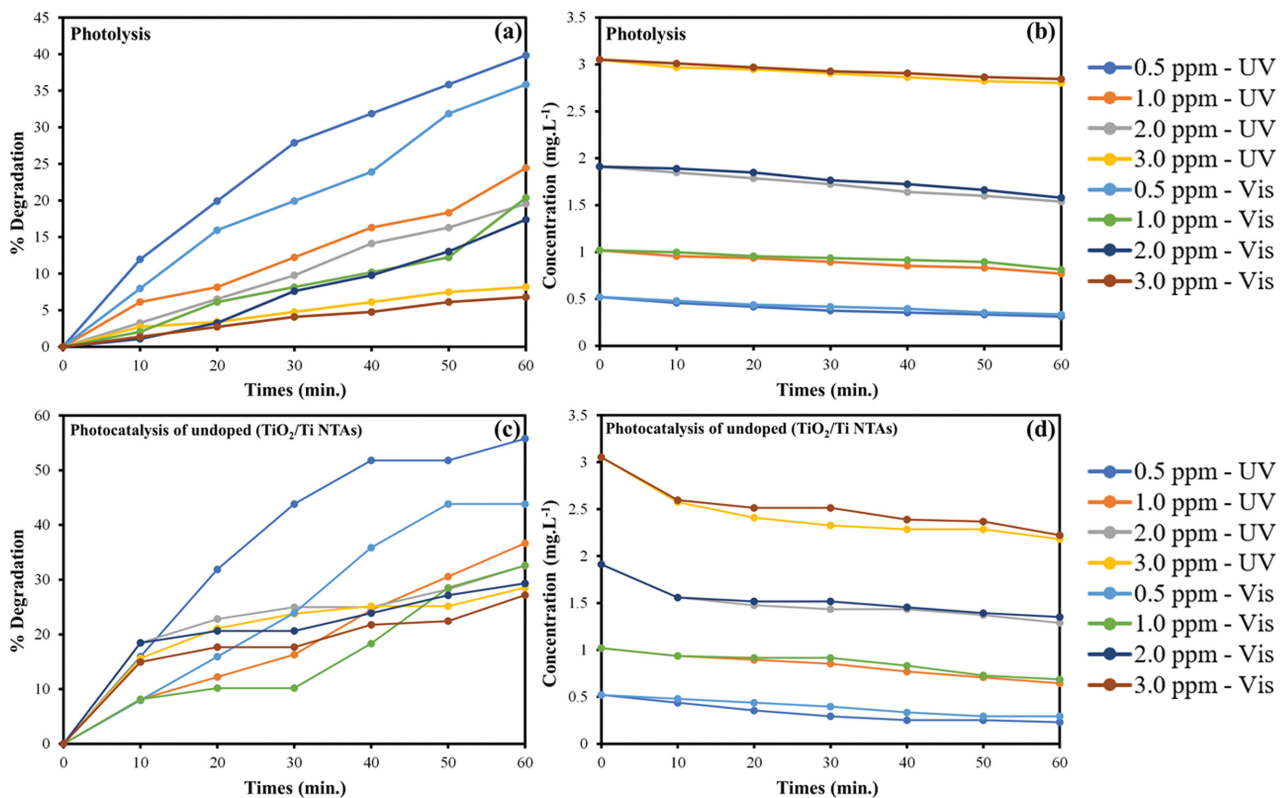 Photolysis
(a)
% Degradation
45
40
35
30
25
20
15
10
5
0
0 10 20 30 40 50 60
Times (min.)
Photolysis
(b)
Concentration (mg.L⁻¹)
3.5
3
2.5
2
1.5
1
0.5
0
0 10 20 30 40 50 60
Times (min.)
0.5 ppm - UV
1.0 ppm - UV
2.0 ppm - UV
3.0 ppm - UV
0.5 ppm - Vis
1.0 ppm - Vis
2.0 ppm - Vis
3.0 ppm - Vis
Photocatalysis of undoped (TiO₂/Ti NTAs)
(c)
% Degradation
60
50
40
30
20
10
0
0 10 20 30 40 50 60
Times (min.)
Photocatalysis of undoped (TiO₂/Ti NTAs)
(d)
Concentration (mg.L⁻¹)
3.5
3
2.5
2
1.5
1
0.5
0
0 10 20 30 40 50 60
Times (min.)
0.5 ppm - UV
1.0 ppm - UV
2.0 ppm - UV
3.0 ppm - UV
0.5 ppm - Vis
1.0 ppm - Vis
2.0 ppm - Vis
3.0 ppm - Vis